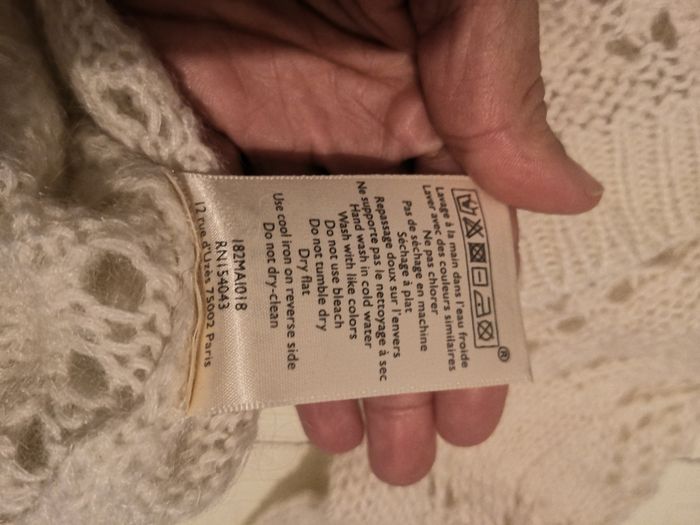 ®
Lavage à la main dans l'eau froide
Laver avec des couleurs similaires
Ne pas chlorer
Pas de séchage en machine
Séchage à plat
Repassage doux sur l'envers
Ne supporte pas le nettoyage à sec
Hand wash in cold water
Wash with like colors
Do not use bleach
Do not tumble dry
Dry flat
Use cool iron on reverse side
Do not dry-clean
182MAI018
RN154043
12 rue d'Uzès 75002 Paris